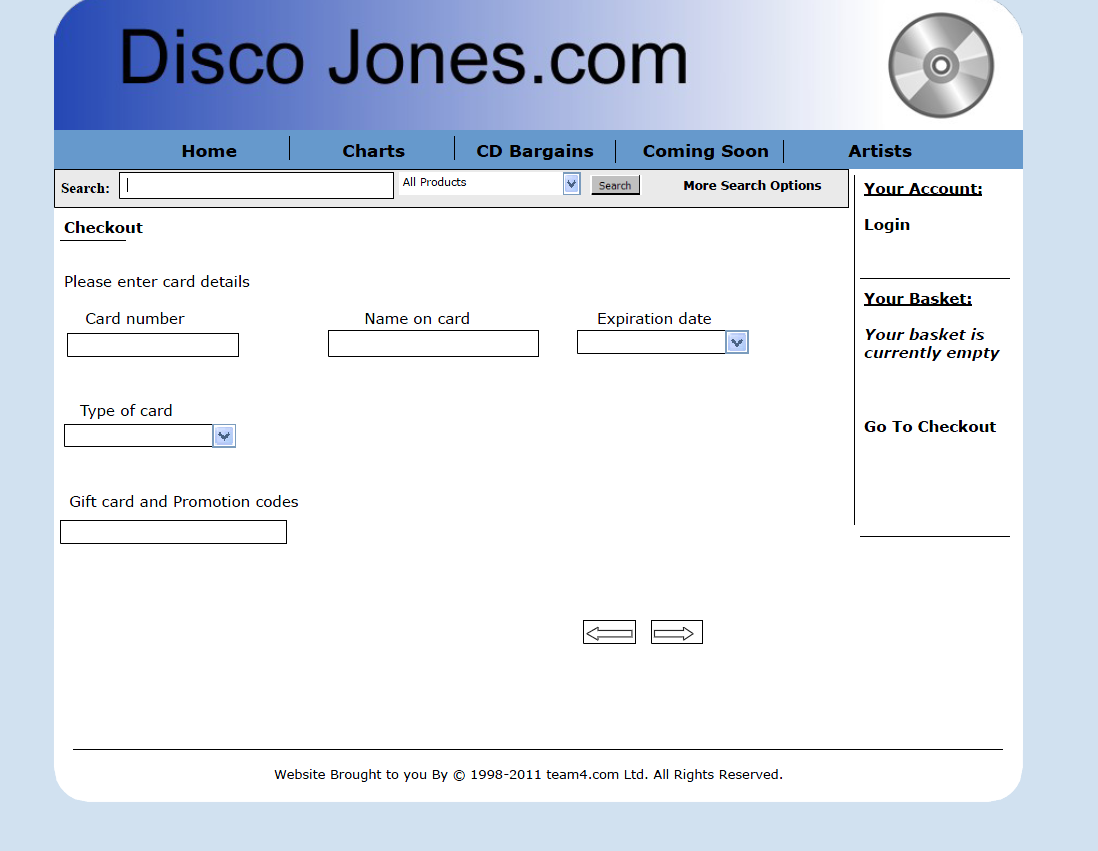 Disco Jones.com
Home Charts CD Bargains Coming Soon Artists
Search: All Products Search More Search Options
Checkout
Please enter card details
Card number Name on card Expiration date
Type of card
Gift card and Promotion codes
Your Account:
Login
Your Basket:
Your basket is
currently empty
Go To Checkout
Website Brought to you By © 1998-2011 team4.com Ltd. All Rights Reserved.